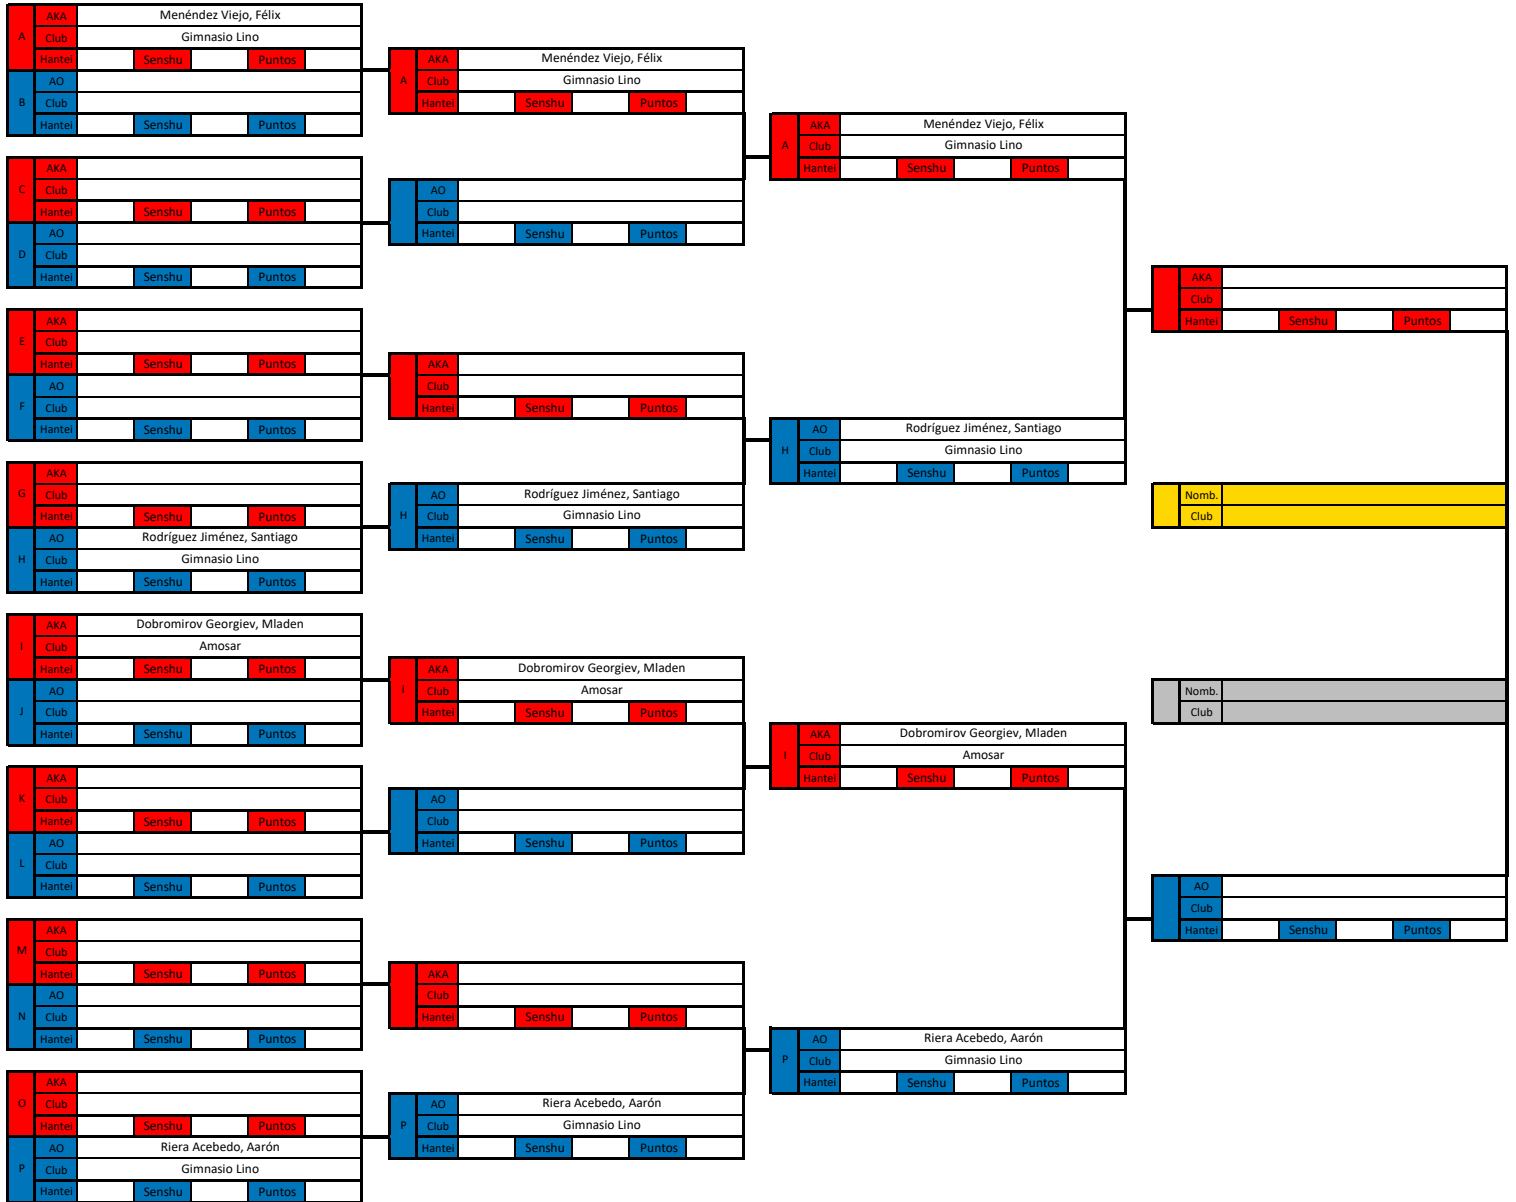 A
AKA Menéndez Viejo, Félix
Club Gimnasio Lino
Hantei Senshu Puntos
B
AO
Club
Hantei Senshu Puntos
C
AKA
Club
Hantei Senshu Puntos
D
AO
Club
Hantei Senshu Puntos
E
AKA
Club
Hantei Senshu Puntos
F
AO
Club
Hantei Senshu Puntos
G
AKA
Club
Hantei Senshu Puntos
H
AO Rodríguez Jiménez, Santiago
Club Gimnasio Lino
Hantei Senshu Puntos
I
AKA Dobromirov Georgiev, Mladen
Club Amosar
Hantei Senshu Puntos
J
AO
Club
Hantei Senshu Puntos
K
AKA
Club
Hantei Senshu Puntos
L
AO
Club
Hantei Senshu Puntos
M
AKA
Club
Hantei Senshu Puntos
N
AO
Club
Hantei Senshu Puntos
O
AKA
Club
Hantei Senshu Puntos
P
AO Riera Acebedo, Aarón
Club Gimnasio Lino
Hantei Senshu Puntos
A
AKA Menéndez Viejo, Félix
Club Gimnasio Lino
Hantei Senshu Puntos
AO
Club
Hantei Senshu Puntos
AKA
Club
Hantei Senshu Puntos
H
AO Rodríguez Jiménez, Santiago
Club Gimnasio Lino
Hantei Senshu Puntos
I
AKA Dobromirov Georgiev, Mladen
Club Amosar
Hantei Senshu Puntos
AO
Club
Hantei Senshu Puntos
AKA
Club
Hantei Senshu Puntos
P
AO Riera Acebedo, Aarón
Club Gimnasio Lino
Hantei Senshu Puntos
A
AKA Menéndez Viejo, Félix
Club Gimnasio Lino
Hantei Senshu Puntos
H
AO Rodríguez Jiménez, Santiago
Club Gimnasio Lino
Hantei Senshu Puntos
I
AKA Dobromirov Georgiev, Mladen
Club Amosar
Hantei Senshu Puntos
P
AO Riera Acebedo, Aarón
Club Gimnasio Lino
Hantei Senshu Puntos
AKA
Club
Hantei Senshu Puntos
Nomb.
Club
Nomb.
Club
AO
Club
Hantei Senshu Puntos